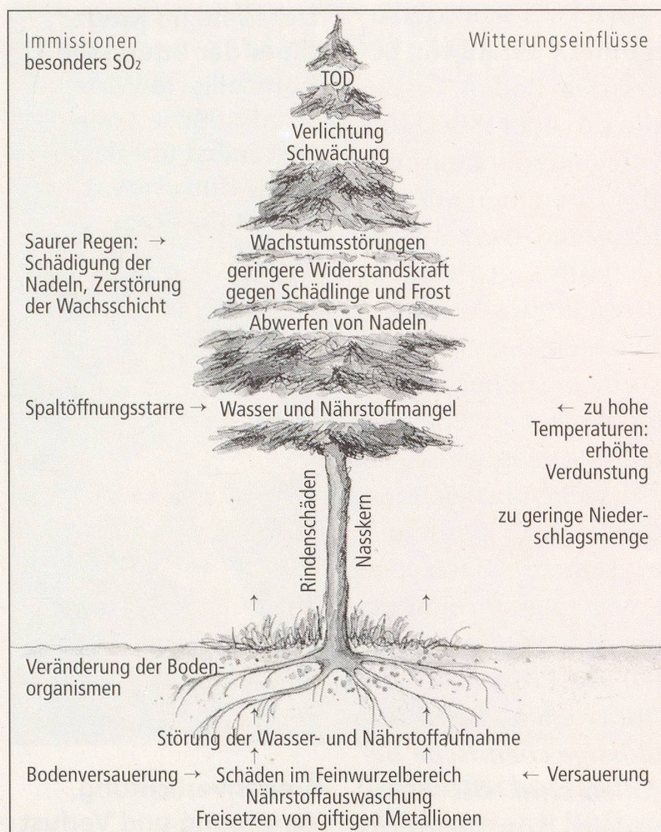 Immissionen
besonders SO₂
Witterungseinflüsse
TOD
Verlichtung
Schwächung
Saurer Regen: →
Schädigung der
Nadeln, Zerstörung
der Wachsschicht
Wachstumsstörungen
geringere Widerstandskraft
gegen Schädlinge und Frost
Abwerfen von Nadeln
Spaltöffnungsstarre →
Wasser und Nährstoffmangel
← zu hohe
Temperaturen:
erhöhte
Verdunstung
zu geringe Nieder-
schlagsmenge
Rindenschäden
Nasskern
Veränderung der Boden-
organismen
Störung der Wasser- und Nährstoffaufnahme
Bodenversauerung →
Schäden im Feinwurzelbereich
← Versauerung
Nährstoffauswaschung
Freisetzen von giftigen Metallionen